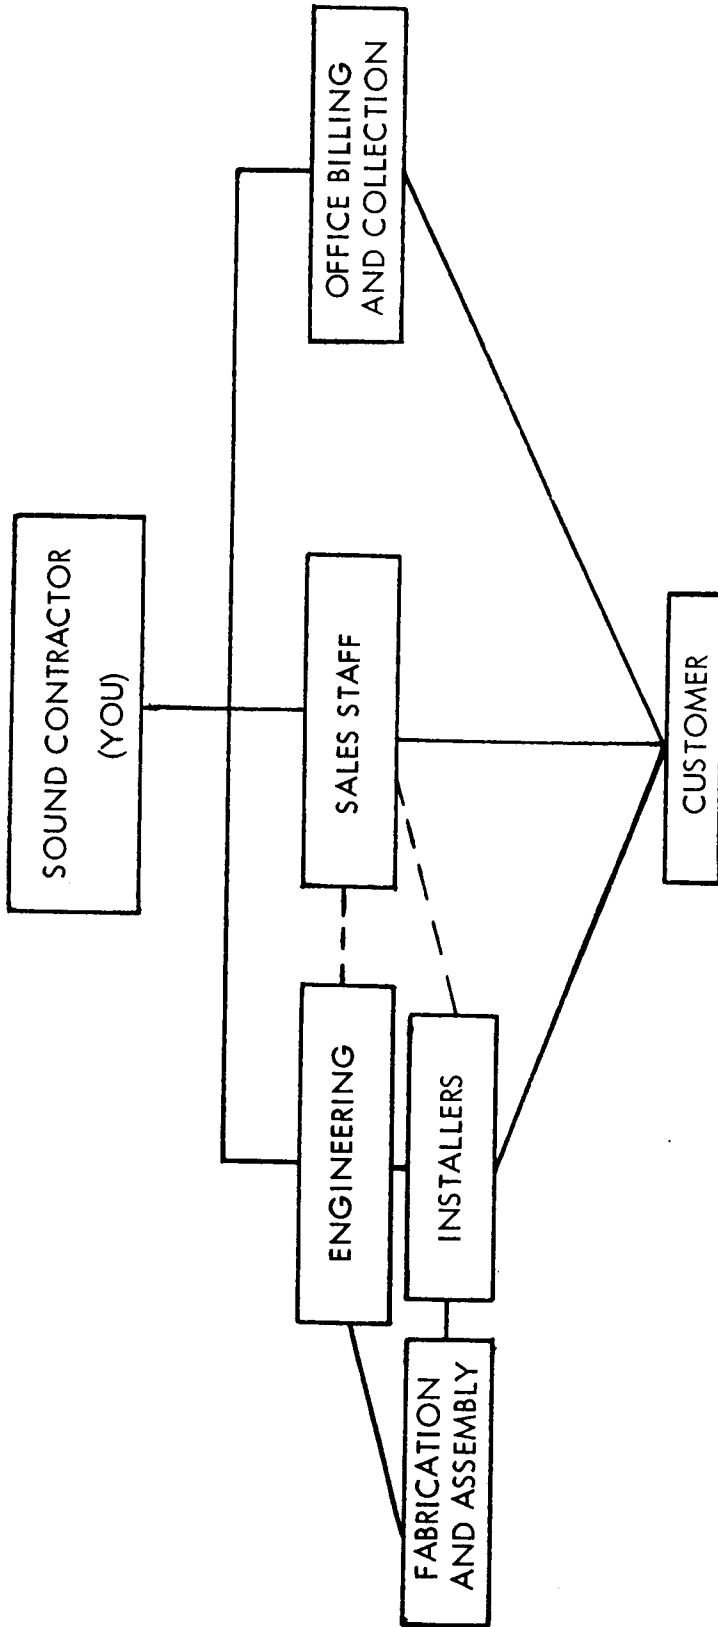 SOUND CONTRACTOR
(YOU)
ENGINEERING
SALES STAFF
OFFICE BILLING
AND COLLECTION
FABRICATION
AND ASSEMBLY
INSTALLERS
CUSTOMER